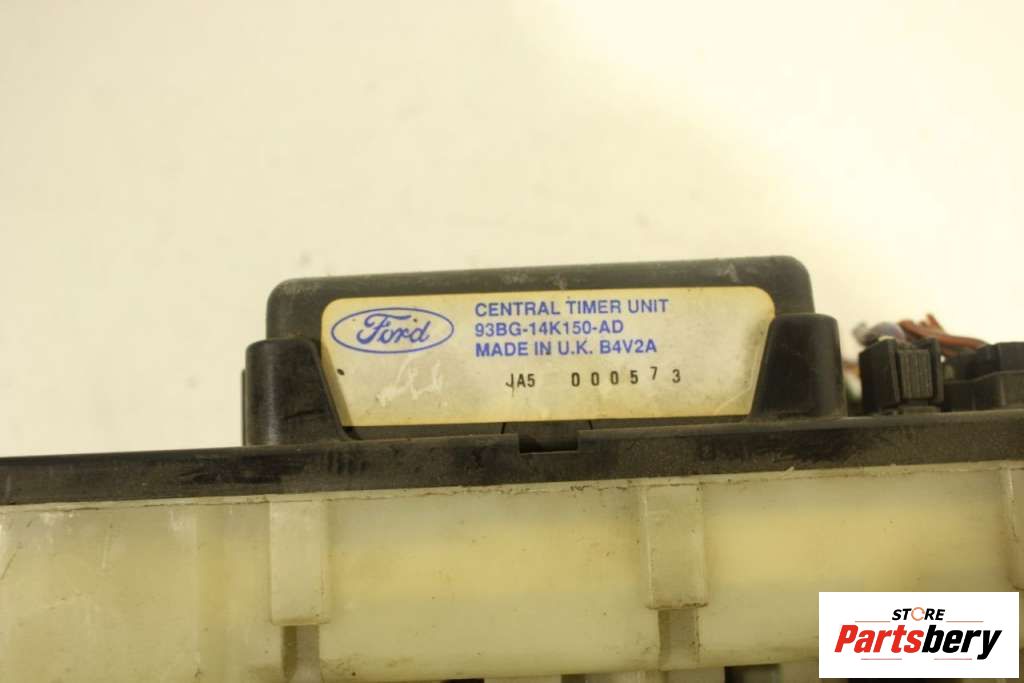 Ford
CENTRAL TIMER UNIT
93BG-14K150-AD
MADE IN U.K. B4V2A
JA5 000573
STORE
Partsbery